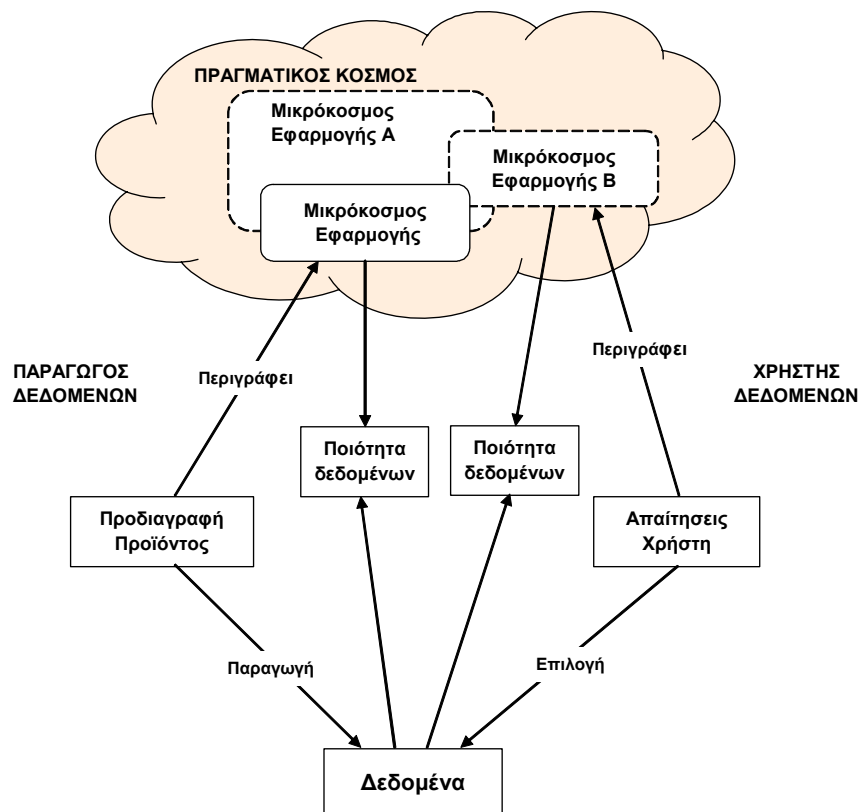 ΠΡΑΓΜΑΤΙΚΟΣ ΚΟΣΜΟΣ
Μικρόκοσμος
Εφαρμογής Α
Μικρόκοσμος
Εφαρμογής Β
Μικρόκοσμος
Εφαρμογής
ΠΑΡΑΓΩΓΟΣ
ΔΕΔΟΜΕΝΩΝ
Περιγράφει
Περιγράφει
ΧΡΗΣΤΗΣ
ΔΕΔΟΜΕΝΩΝ
Ποιότητα
δεδομένων
Ποιότητα
δεδομένων
Προδιαγραφή
Προϊόντος
Απαίτησεις
Χρήστη
Παραγωγή
Επιλογή
Δεδομένα